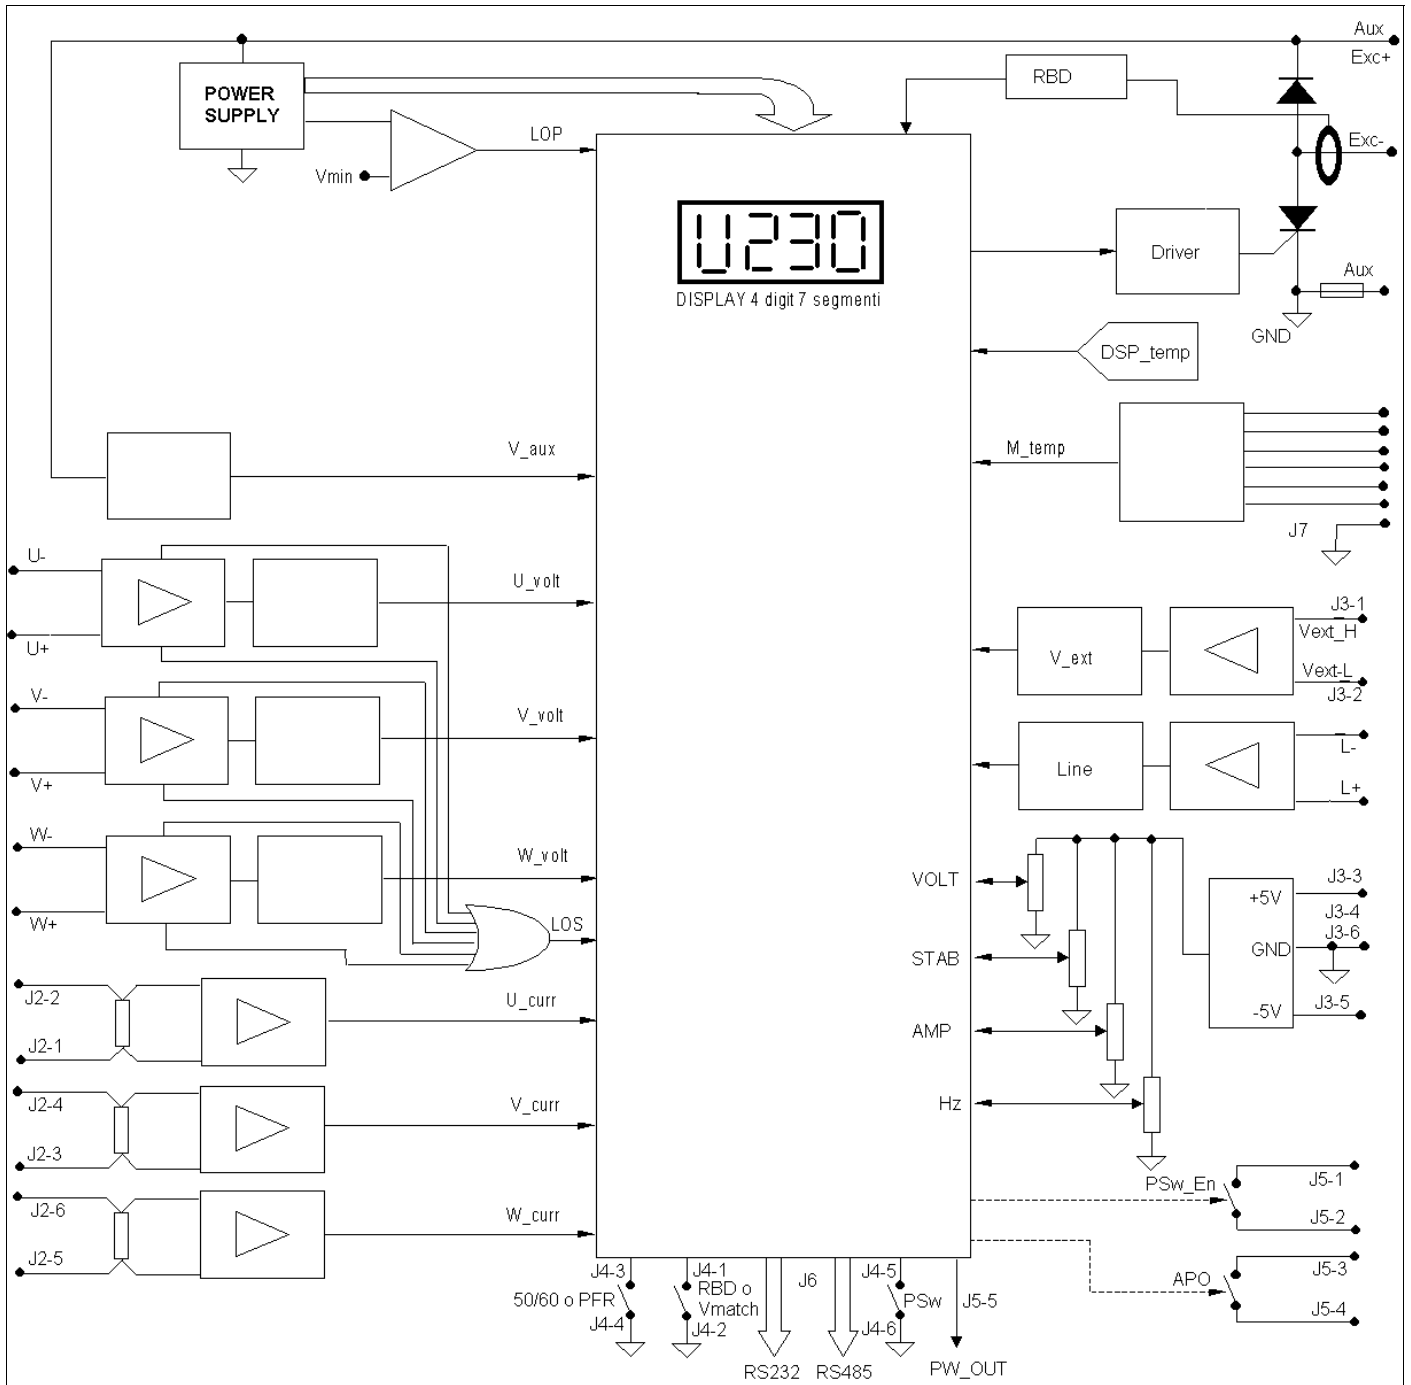 Aux
Exc+
POWER
SUPPLY
RBD
LOP
Vmin
Exc-
U230
DISPLAY 4 digit 7 segmenti
Driver
Aux
GND
DSP_temp
V_aux
M_temp
J7
U-
U_volt
U+
J3-1
Vext_H
V_ext
Vext-L
J3-2
V-
V_volt
V+
L-
Line
L+
W-
W_volt
W+
LOS
VOLT
STAB
AMP
Hz
+5V
J3-3
J3-4
J3-6
GND
-5V
J3-5
J2-2
U_curr
J2-1
J2-4
V_curr
J2-3
J2-6
W_curr
J2-5
PSw_En
J5-1
J5-2
APO
J5-3
J5-4
J4-3
50/60 o PFR
J4-4
J4-1
RBD o
Vmatch
J4-2
J6
J4-5
PSw
J4-6
J5-5
RS232
RS485
PW_OUT